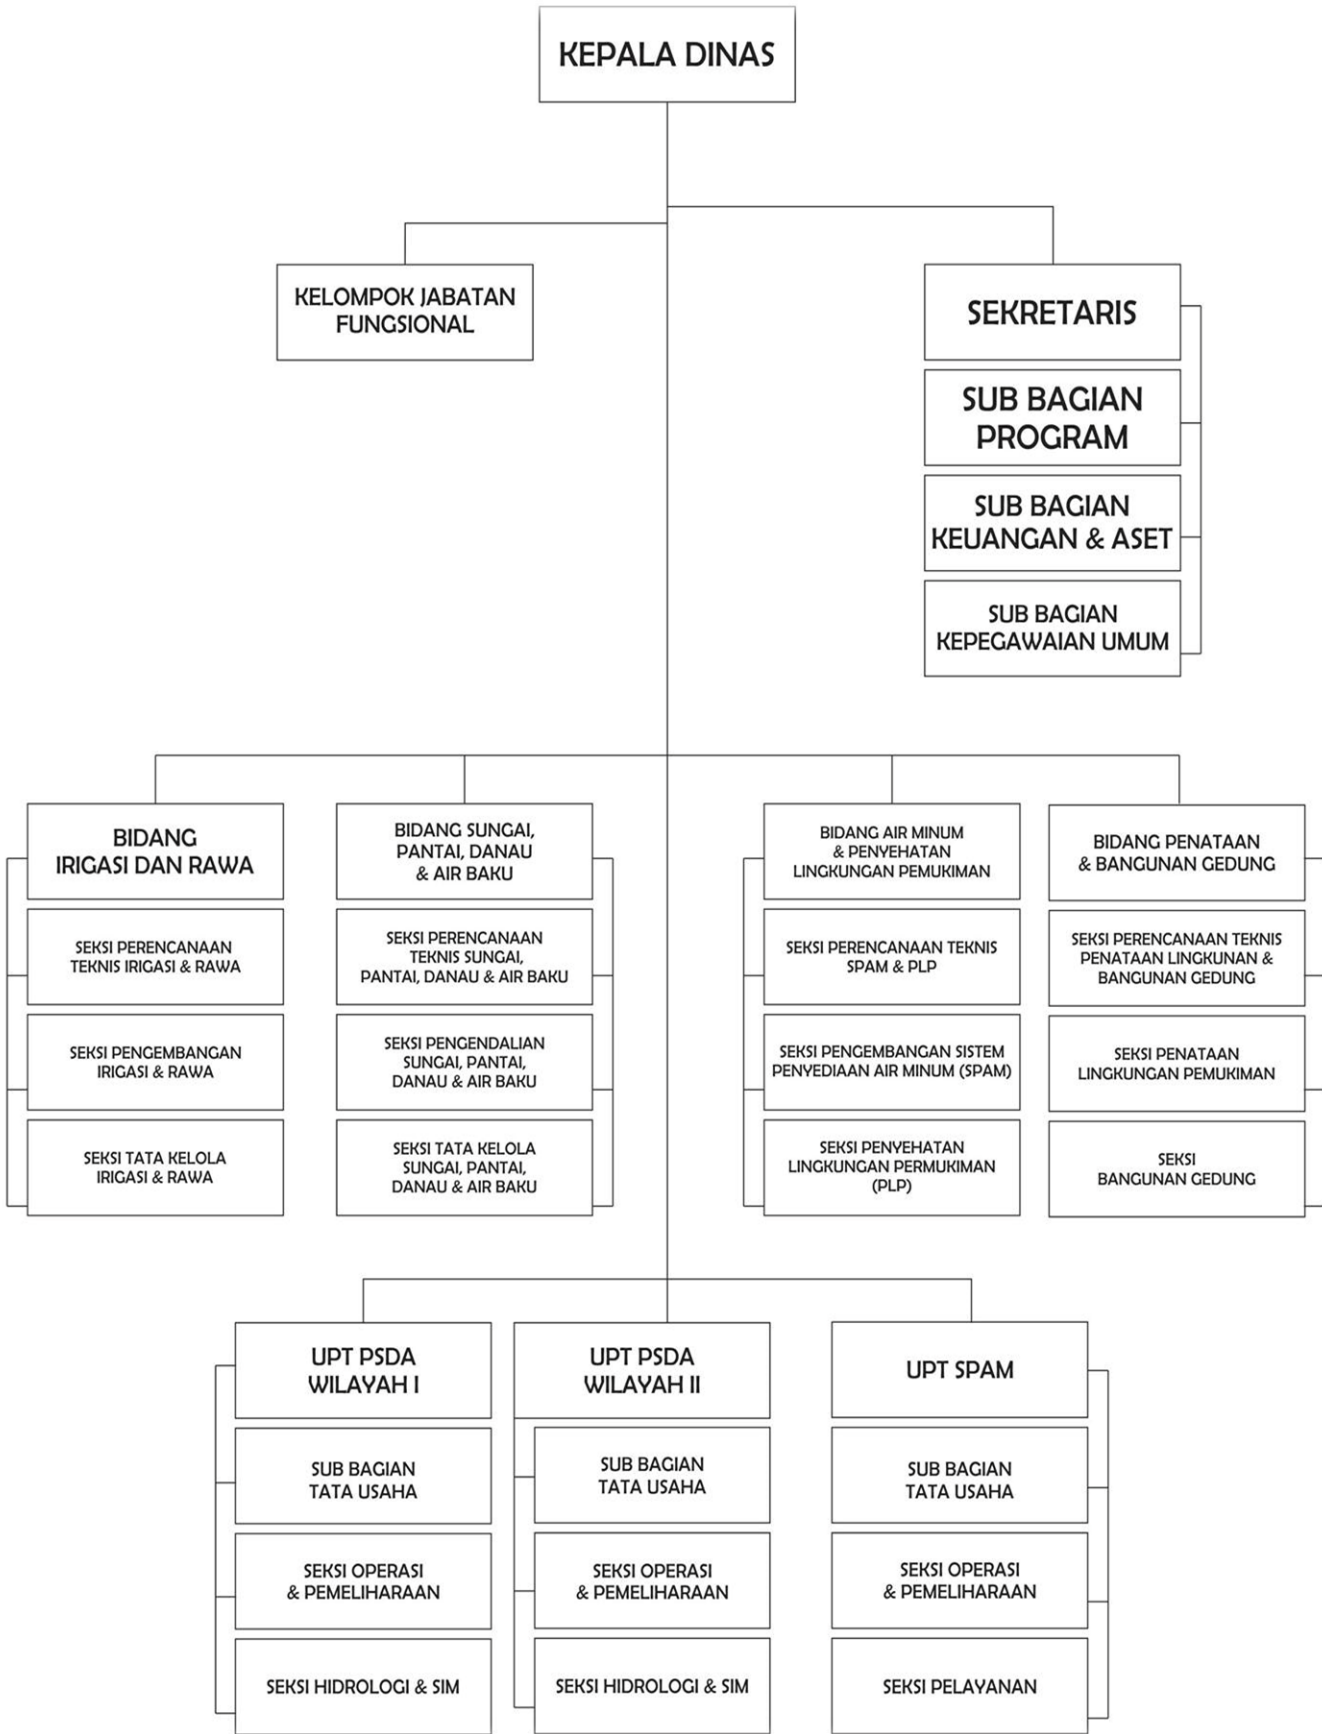 KEPALA DINAS
KELOMPOK JABATAN
FUNGSIONAL
SEKRETARIS
SUB BAGIAN
PROGRAM
SUB BAGIAN
KEUANGAN & ASET
SUB BAGIAN
KEPEGAWAIAN UMUM
BIDANG
IRIGASI DAN RAWA
SEKSI PERENCANAAN
TEKNIS IRIGASI & RAWA
SEKSI PENGEMBANGAN
IRIGASI & RAWA
SEKSI TATA KELOLA
IRIGASI & RAWA
BIDANG SUNGAI,
PANTAI, DANAU
& AIR BAKU
SEKSI PERENCANAAN
TEKNIS SUNGAI,
PANTAI, DANAU & AIR BAKU
SEKSI PENGENDALIAN
SUNGAI, PANTAI,
DANAU & AIR BAKU
SEKSI TATA KELOLA
SUNGAI, PANTAI,
DANAU & AIR BAKU
BIDANG AIR MINUM
& PENYEHATAN
LINGKUNGAN PEMUKIMAN
SEKSI PERENCANAAN TEKNIS
SPAM & PLP
SEKSI PENGEMBANGAN SISTEM
PENYEDIAAN AIR MINUM (SPAM)
SEKSI PENYEHATAN
LINGKUNGAN PERMUKIMAN
(PLP)
BIDANG PENATAAN
& BANGUNAN GEDUNG
SEKSI PERENCANAAN TEKNIS
PENATAAN LINGKUNAN &
BANGUNAN GEDUNG
SEKSI PENATAAN
LINGKUNGAN PEMUKIMAN
SEKSI
BANGUNAN GEDUNG
UPT PSDA
WILAYAH I
SUB BAGIAN
TATA USAHA
SEKSI OPERASI
& PEMELIHARAAN
SEKSI HIDROLOGI & SIM
UPT PSDA
WILAYAH II
SUB BAGIAN
TATA USAHA
SEKSI OPERASI
& PEMELIHARAAN
SEKSI HIDROLOGI & SIM
UPT SPAM
SUB BAGIAN
TATA USAHA
SEKSI OPERASI
& PEMELIHARAAN
SEKSI PELAYANAN